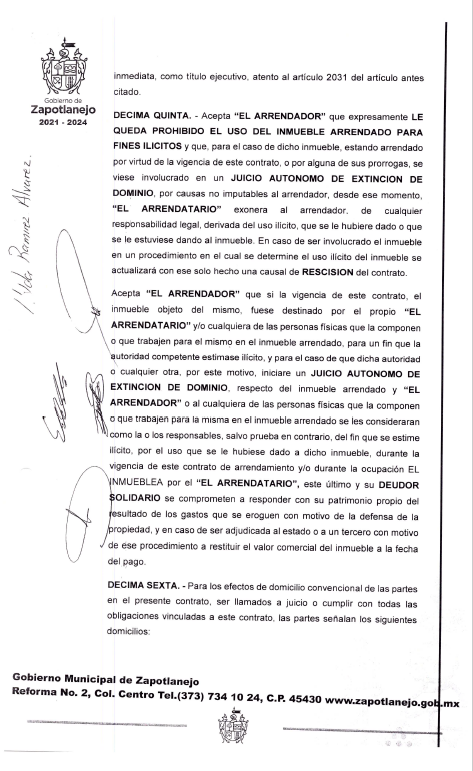 Gobierno de
Zapotlanejo
2021 - 2024
inmediata, como título ejecutivo, atento al artículo 2031 del artículo antes
citado.
DECIMA QUINTA. - Acepta "EL ARRENDADOR" que expresamente LE
QUEDA PROHIBIDO EL USO DEL INMUEBLE ARRENDADO PARA
FINES ILICITOS y que, para el caso de dicho inmueble, estando arrendado
por virtud de la vigencia de este contrato, o por alguna de sus prorrogas, se
viese involucrado en un JUICIO AUTONOMO DE EXTINCION DE
DOMINIO, por causas no imputables al arrendador, desde ese momento,
"EL ARRENDATARIO" exonera al arrendador, de cualquier
responsabilidad legal, derivada del uso ilícito, que se le hubiere dado o que
se le estuviese dando al inmueble. En caso de ser involucrado el inmueble
en un procedimiento en el cual se determine el uso ilícito del inmueble se
actualizará con ese solo hecho una causal de RESCISION del contrato.
Acepta "EL ARRENDADOR" que si la vigencia de este contrato, el
inmueble objeto del mismo, fuese destinado por el propio "EL
ARRENDATARIO" y/o cualquiera de las personas físicas que la componen
o que trabajen para el mismo en el inmueble arrendado, para un fin que la
autoridad competente estimase ilícito, y para el caso de que dicha autoridad
o cualquier otra, por este motivo, iniciare un JUICIO AUTONOMO DE
EXTINCION DE DOMINIO, respecto del inmueble arrendado y "EL
ARRENDADOR" o al cualquiera de las personas físicas que la componen
o que trabajen para la misma en el inmueble arrendado se les consideraran
como la o los responsables, salvo prueba en contrario, del fin que se estime
ilícito, por el uso que se le hubiese dado a dicho inmueble, durante la
vigencia de este contrato de arrendamiento y/o durante la ocupación EL
INMUEBLEA por el "EL ARRENDATARIO", este último y su DEUDOR
SOLIDARIO se comprometen a responder con su patrimonio propio del
resultado de los gastos que se eroguen con motivo de la defensa de la
propiedad, y en caso de ser adjudicada al estado o a un tercero con motivo
de ese procedimiento a restituir el valor comercial del inmueble a la fecha
del pago.
DECIMA SEXTA. - Para los efectos de domicilio convencional de las partes
en el presente contrato, ser llamados a juicio o cumplir con todas las
obligaciones vinculadas a este contrato, las partes señalan los siguientes
domicilios:
Ramirez Alvarez.
Gobierno Municipal de Zapotlanejo
Reforma No. 2, Col. Centro Tel.(373) 734 10 24, C.P. 45430 www.zapotlanejo.gob.mx